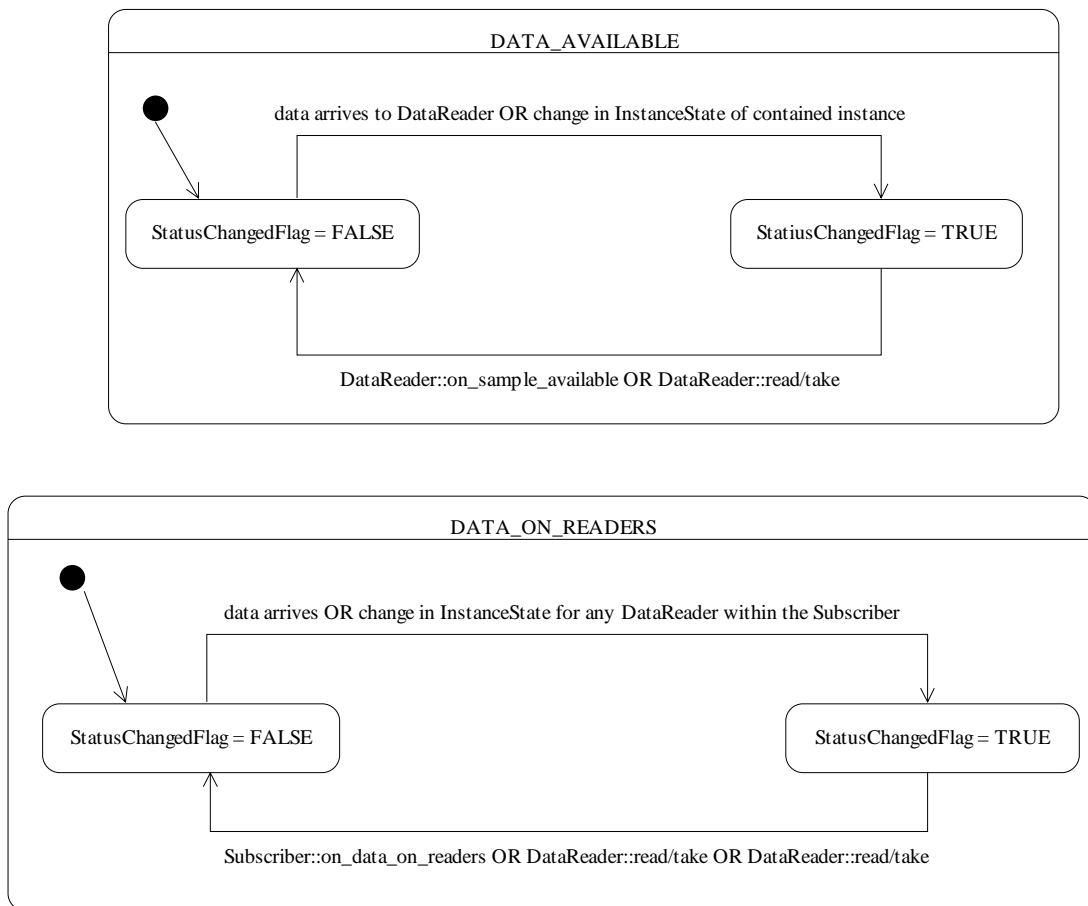 DATA_AVAILABLE
data arrives to DataReader OR change in InstanceState of contained instance
StatusChangedFlag = FALSE
StatiusChangedFlag = TRUE
DataReader::on_sample_available OR DataReader::read/take
DATA_ON_READERS
data arrives OR change in InstanceState for any DataReader within the Subscriber
StatusChangedFlag = FALSE
StatusChangedFlag = TRUE
Subscriber::on_data_on_readers OR DataReader::read/take OR DataReader::read/take